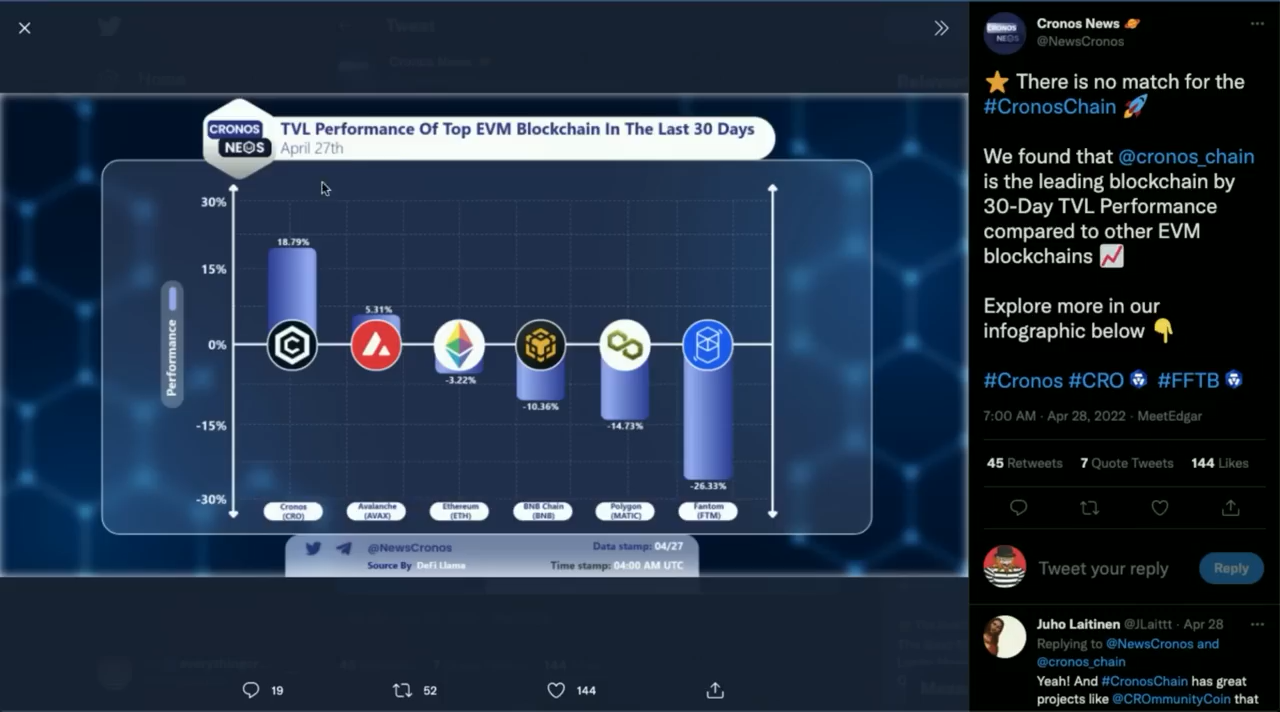 CRONOS
NEWS
TVL Performance Of Top EVM Blockchain In The Last 30 Days
April 27th
30%
15%
0%
-15%
-30%
Performance
18.79%
5.31%
-3.22%
-10.36%
-14.73%
-26.33%
Cronos
(CRO)
Avalanche
(AVAX)
Ethereum
(ETH)
BNB Chain
(BNB)
Polygon
(MATIC)
Fantom
(FTM)
@NewsCronos
Source By DeFi Llama
Data stamp: 04/27
Time stamp: 04:00 AM UTC
19
52
144
Cronos News
@NewsCronos
There is no match for the
#CronosChain
We found that @cronos_chain
is the leading blockchain by
30-Day TVL Performance
compared to other EVM
blockchains
Explore more in our
infographic below
#Cronos #CRO #FFTB
7:00 AM · Apr 28, 2022 · MeetEdgar
45 Retweets 7 Quote Tweets 144 Likes
Tweet your reply
Reply
Juho Laitinen @JLaittt · Apr 28
Replying to @NewsCronos and
@cronos_chain
Yeah! And #CronosChain has great
projects like @CROmmunityCoin that